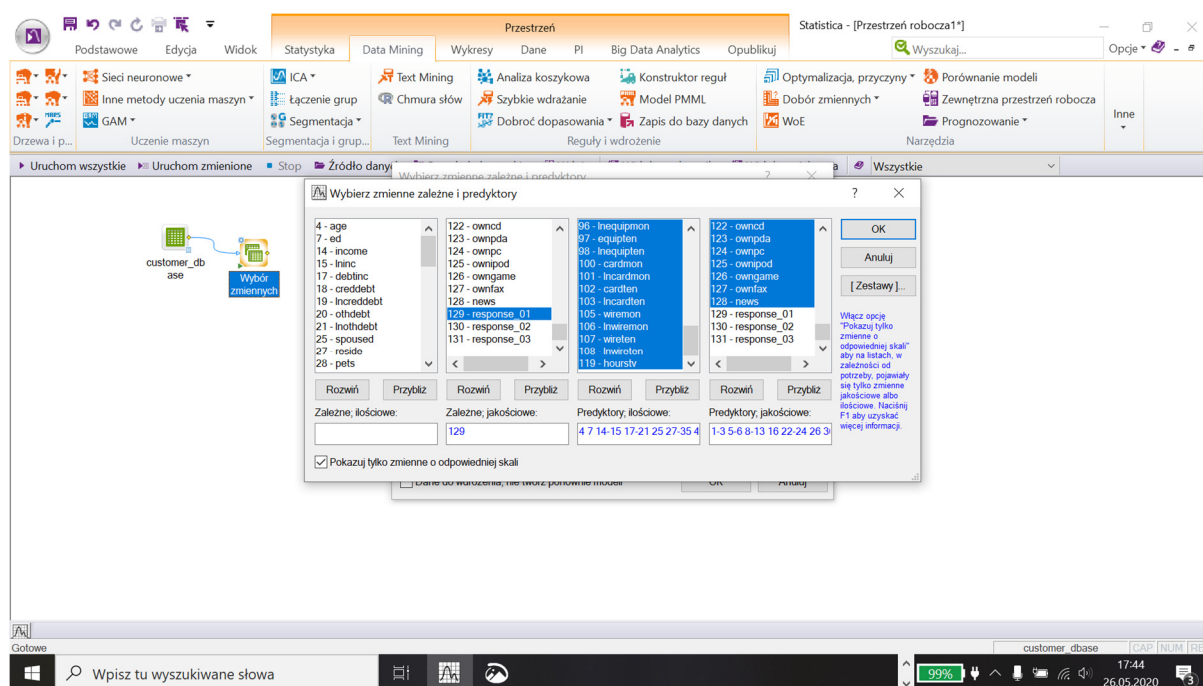 Przestrzeń
Statistica - [Przestrzeń robocza1*]
Podstawowe Edycja Widok Statystyka Data Mining Wykresy Dane PI Big Data Analytics Opublikuj Wyszukaj... Opcje
Sieci neuronowe ICA Text Mining Analiza koszykowa Konstruktor reguł Optymalizacja, przyczyny Porównanie modeli
Inne metody uczenia maszyn Łączenie grup Chmura słów Szybkie wdrażanie Model PMML Dobór zmiennych Zewnętrzna przestrzeń robocza
MARS GAM Segmentacja FITZ Dobroć dopasowania Zapis do bazy danych WoE Prognozowanie Inne
Drzewa i p... Uczenie maszyn Segmentacja i grup... Text Mining Reguły i wdrożenie Narzędzia
Uruchom wszystkie Uruchom zmienione Stop Źródło dany Wszystkie
Wybierz zmienne zależne i predyktory ?
Wybierz zmienne zależne i predyktory ?
customer_db
ase
Wybór
zmiennych
4 - age
7 - ed
14 - income
15 - lninc
17 - debtinc
18 - creddebt
19 - lncreddebt
20 - othdebt
21 - lnothdebt
25 - spoused
27 - reside
28 - pets
122 - owncd
123 - ownpda
124 - ownpc
125 - ownipod
126 - owngame
127 - ownfax
128 - news
129 - response_01
130 - response_02
131 - response_03
96 - lnequipmon
97 - equipten
98 - lnequipten
100 - cardmon
101 - lncardmon
102 - cardten
103 - lncardten
105 - wiremon
106 - lnwiremon
107 - wireten
108 - lnwireten
119 - hourstv
122 - owncd
123 - ownpda
124 - ownpc
125 - ownipod
126 - owngame
127 - ownfax
128 - news
129 - response_01
130 - response_02
131 - response_03
OK
Anuluj
[ Zestawy ]...
Włącz opcję
"Pokazuj tylko
zmienne o
odpowiedniej skali"
aby na listach, w
zależności od
potrzeby, pojawiały
się tylko zmienne
jakościowe albo
ilościowe. Naciśnij
F1 aby uzyskać
więcej informacji.
Rozwiń Przybliż Rozwiń Przybliż Rozwiń Przybliż Rozwiń Przybliż
Zależne; ilościowe: Zależne; jakościowe: Predyktory; ilościowe: Predyktory; jakościowe:
129 4 7 14-15 17-21 25 27-35 4 1-3 5-6 8-13 16 22-24 26 3
Pokazuj tylko zmienne o odpowiedniej skali
Dane do wdrożenia, nie twórz ponownie modeli OK Anuluj
Gotowe customer_dbase CAP NUM
Wpisz tu wyszukiwane słowa
99%
17:44
26.05.2020
3